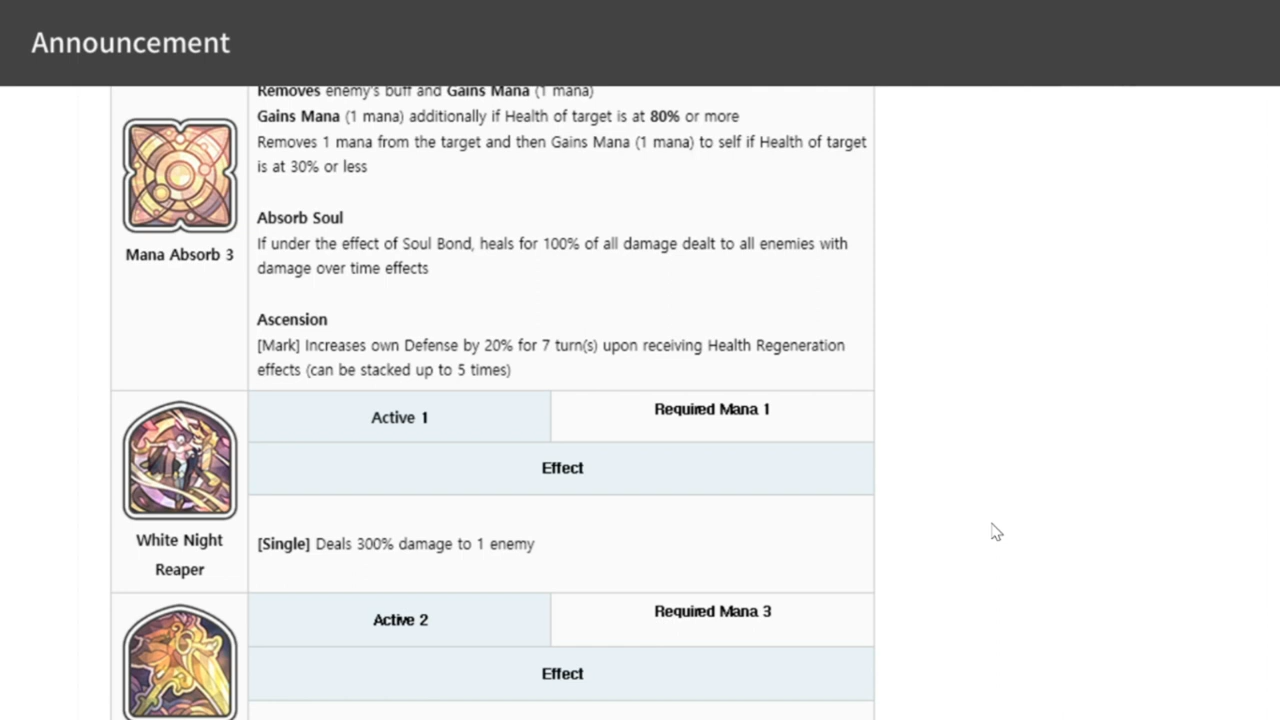 Announcement
Removes enemy's buff and Gains Mana (1 mana)
Gains Mana (1 mana) additionally if Health of target is at 80% or more
Removes 1 mana from the target and then Gains Mana (1 mana) to self if Health of target
is at 30% or less
Mana Absorb 3
Absorb Soul
If under the effect of Soul Bond, heals for 100% of all damage dealt to all enemies with
damage over time effects
Ascension
[Mark] Increases own Defense by 20% for 7 turn(s) upon receiving Health Regeneration
effects (can be stacked up to 5 times)
Active 1
Required Mana 1
Effect
White Night
Reaper
[Single] Deals 300% damage to 1 enemy
Active 2
Required Mana 3
Effect